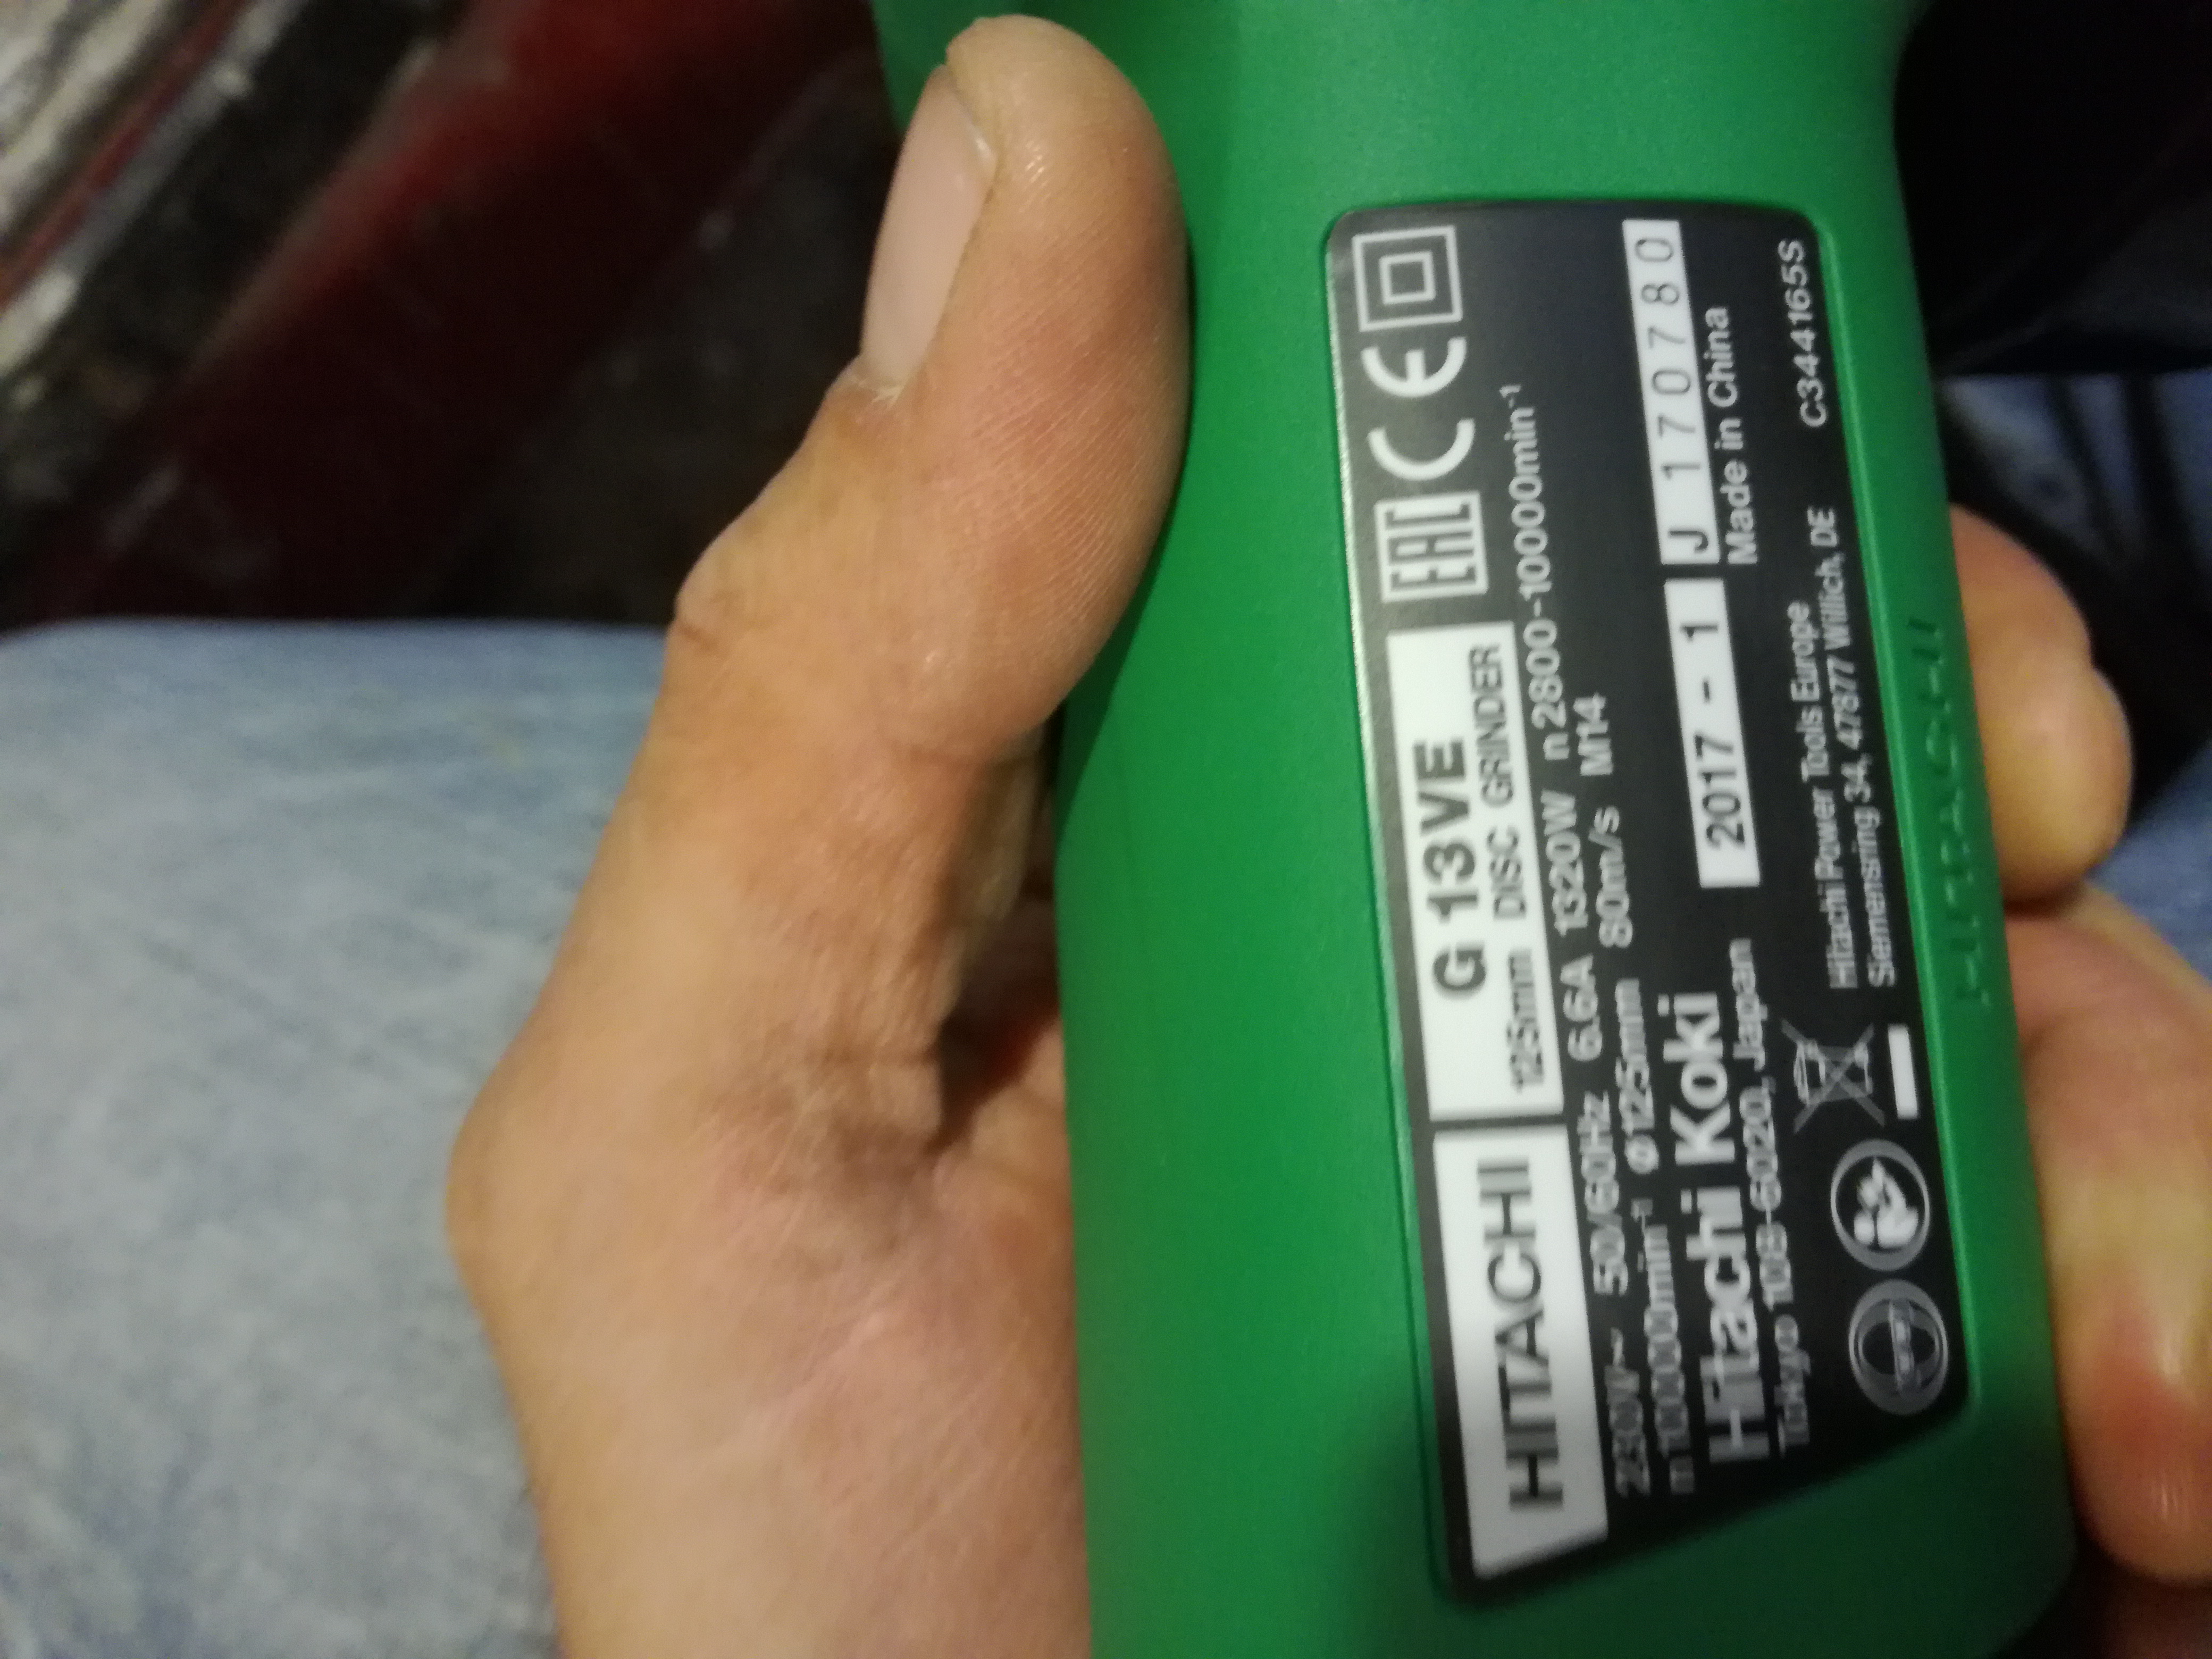 HITACHI
G 13VE
125mm DISC GRINDER
EAC CE
230V~ 50/60Hz 6.6A 1320W n 2800-10000min⁻¹
n 10000min⁻¹ ø125mm 80m/s M14
Hitachi Koki
2017 - 1
J 170780
Tokyo 108-6020, Japan
Made in China
Hitachi Power Tools Europe
Siemensring 34, 47877 Willich, DE
C344165S
HITACHI